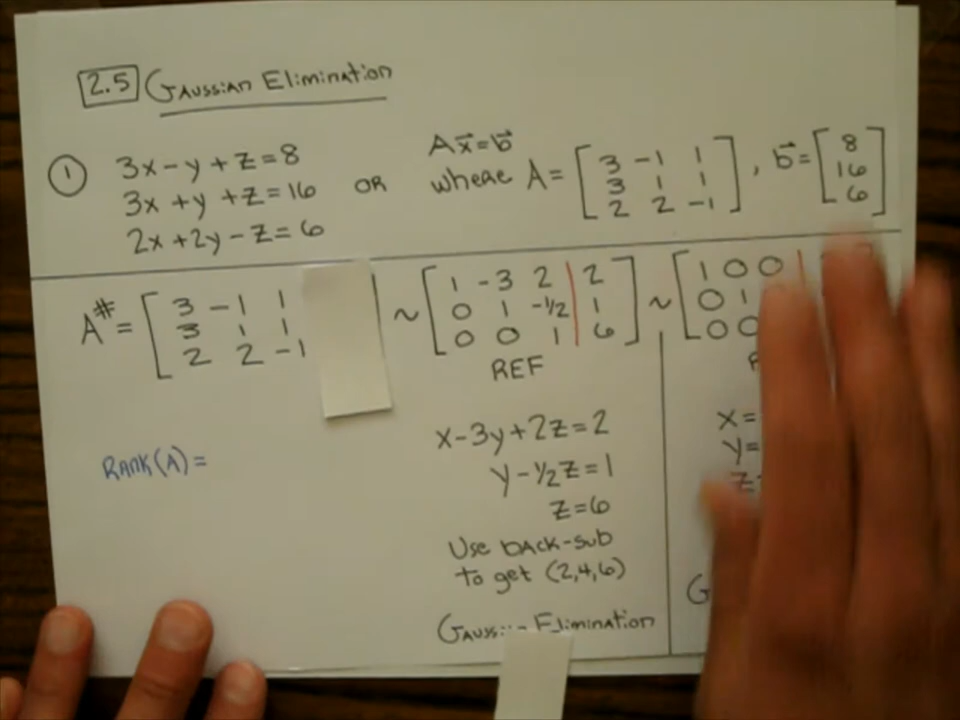 2.5 Gaussian Elimination
① 3x - y + z = 8
3x + y + z = 16
2x + 2y - z = 6
OR
Ax⃗ = b⃗
where A = [3 -1 1
3 1 1
2 2 -1], b⃗ = [8
16
6]
A# = [3 -1 1
3 1 1
2 2 -1 ] ~ [1 -3 2 | 2
0 1 -1/2 | 1
0 0 1 | 6] ~ [1 0 0 |
0 1
0 0
REF
x - 3y + 2z = 2
y - 1/2 z = 1
z = 6
Use back-sub
to get (2,4,6)
Gaussian Elimination
x =
y =
z
G
Rank(A) =